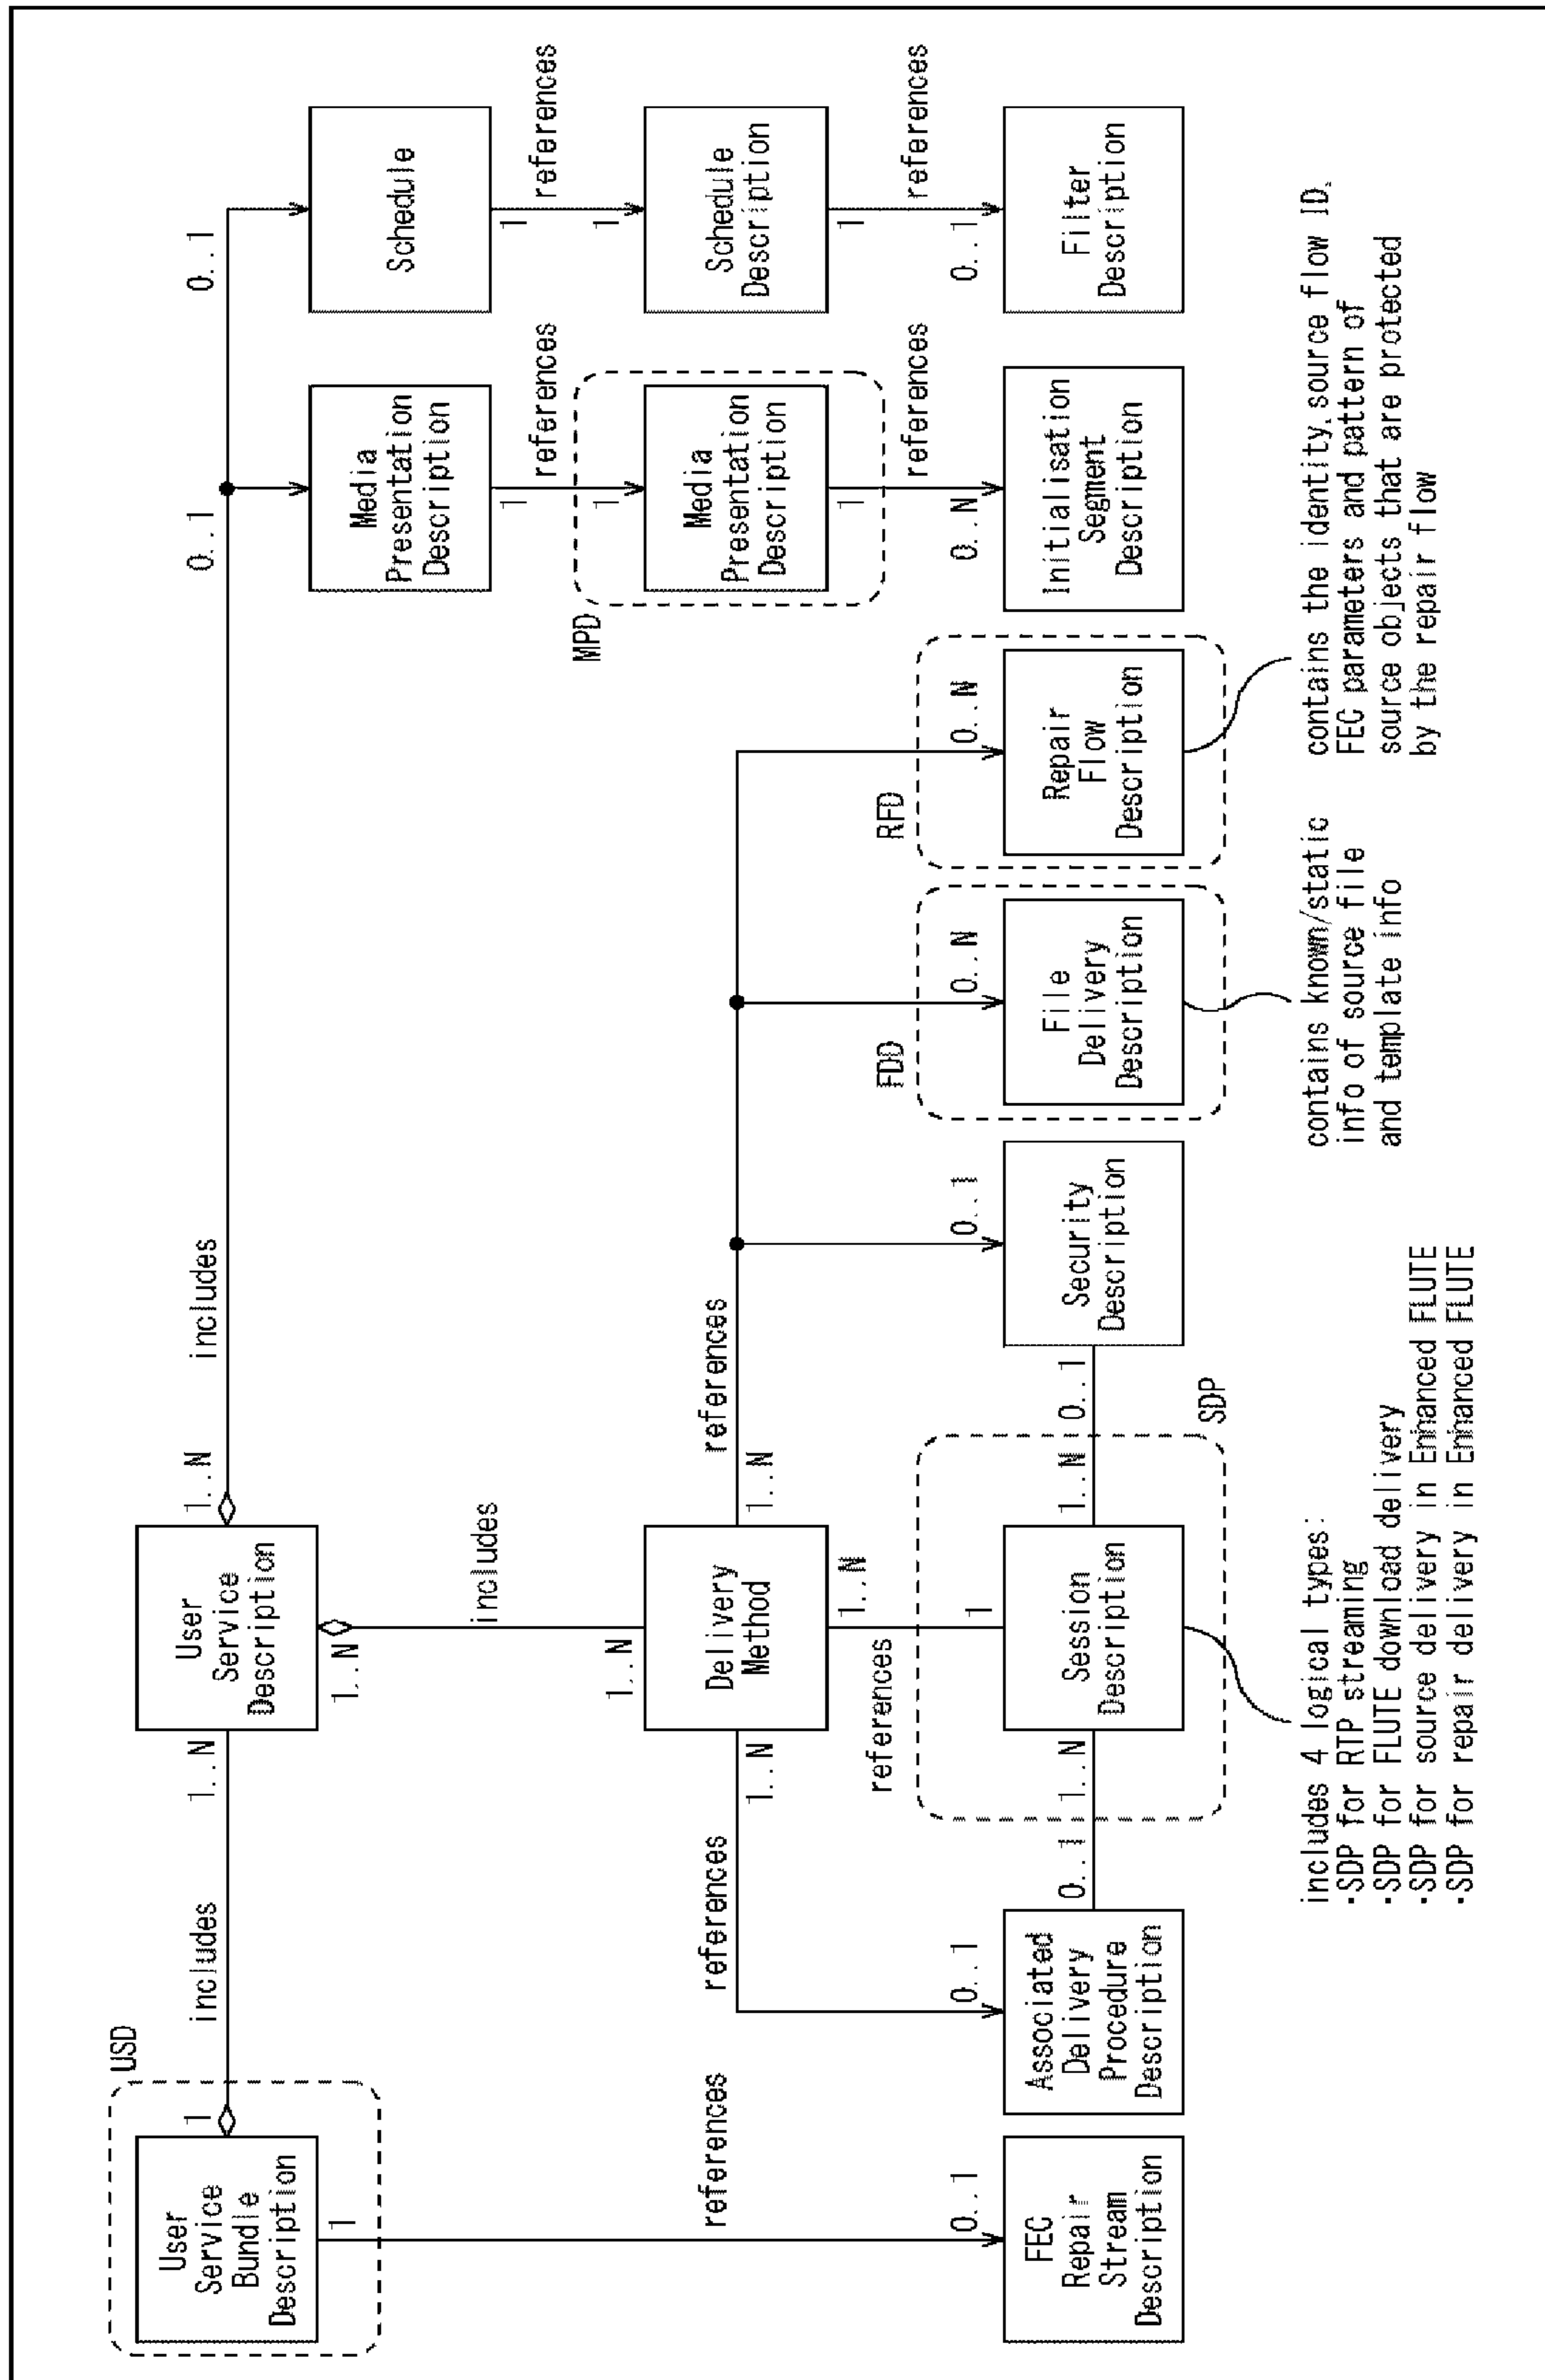 USD
User
Service
Bundle
Description
1
1
includes
1..N
User
Service
Description
1..N
1..N
includes
0..1
0..1
includes
1..N
Media
Presentation
Description
1
references
1
MPD
Media
Presentation
Description
1
references
0..N
Initialisation
Segment
Description
Schedule
1
references
1
Schedule
Description
1
references
0..1
Filter
Description
Delivery
Method
1..N
references
0..1
1..N
references
1
1..N
references
0..1
0..N
0..N
references
0..1
FEC
Repair
Stream
Description
Associated
Delivery
Procedure
Description
0..1
1..N
SDP
Session
Description
1..N
0..1
Security
Description
FDD
File
Delivery
Description
RFD
Repair
Flow
Description
includes 4 logical types:
・SDP for RTP streaming
・SDP for FLUTE download delivery
・SDP for source delivery in Enhanced FLUTE
・SDP for repair delivery in Enhanced FLUTE
contains known/static
info of source file
and template info
contains the identity, source flow ID,
FEC parameters and pattern of
source objects that are protected
by the repair flow